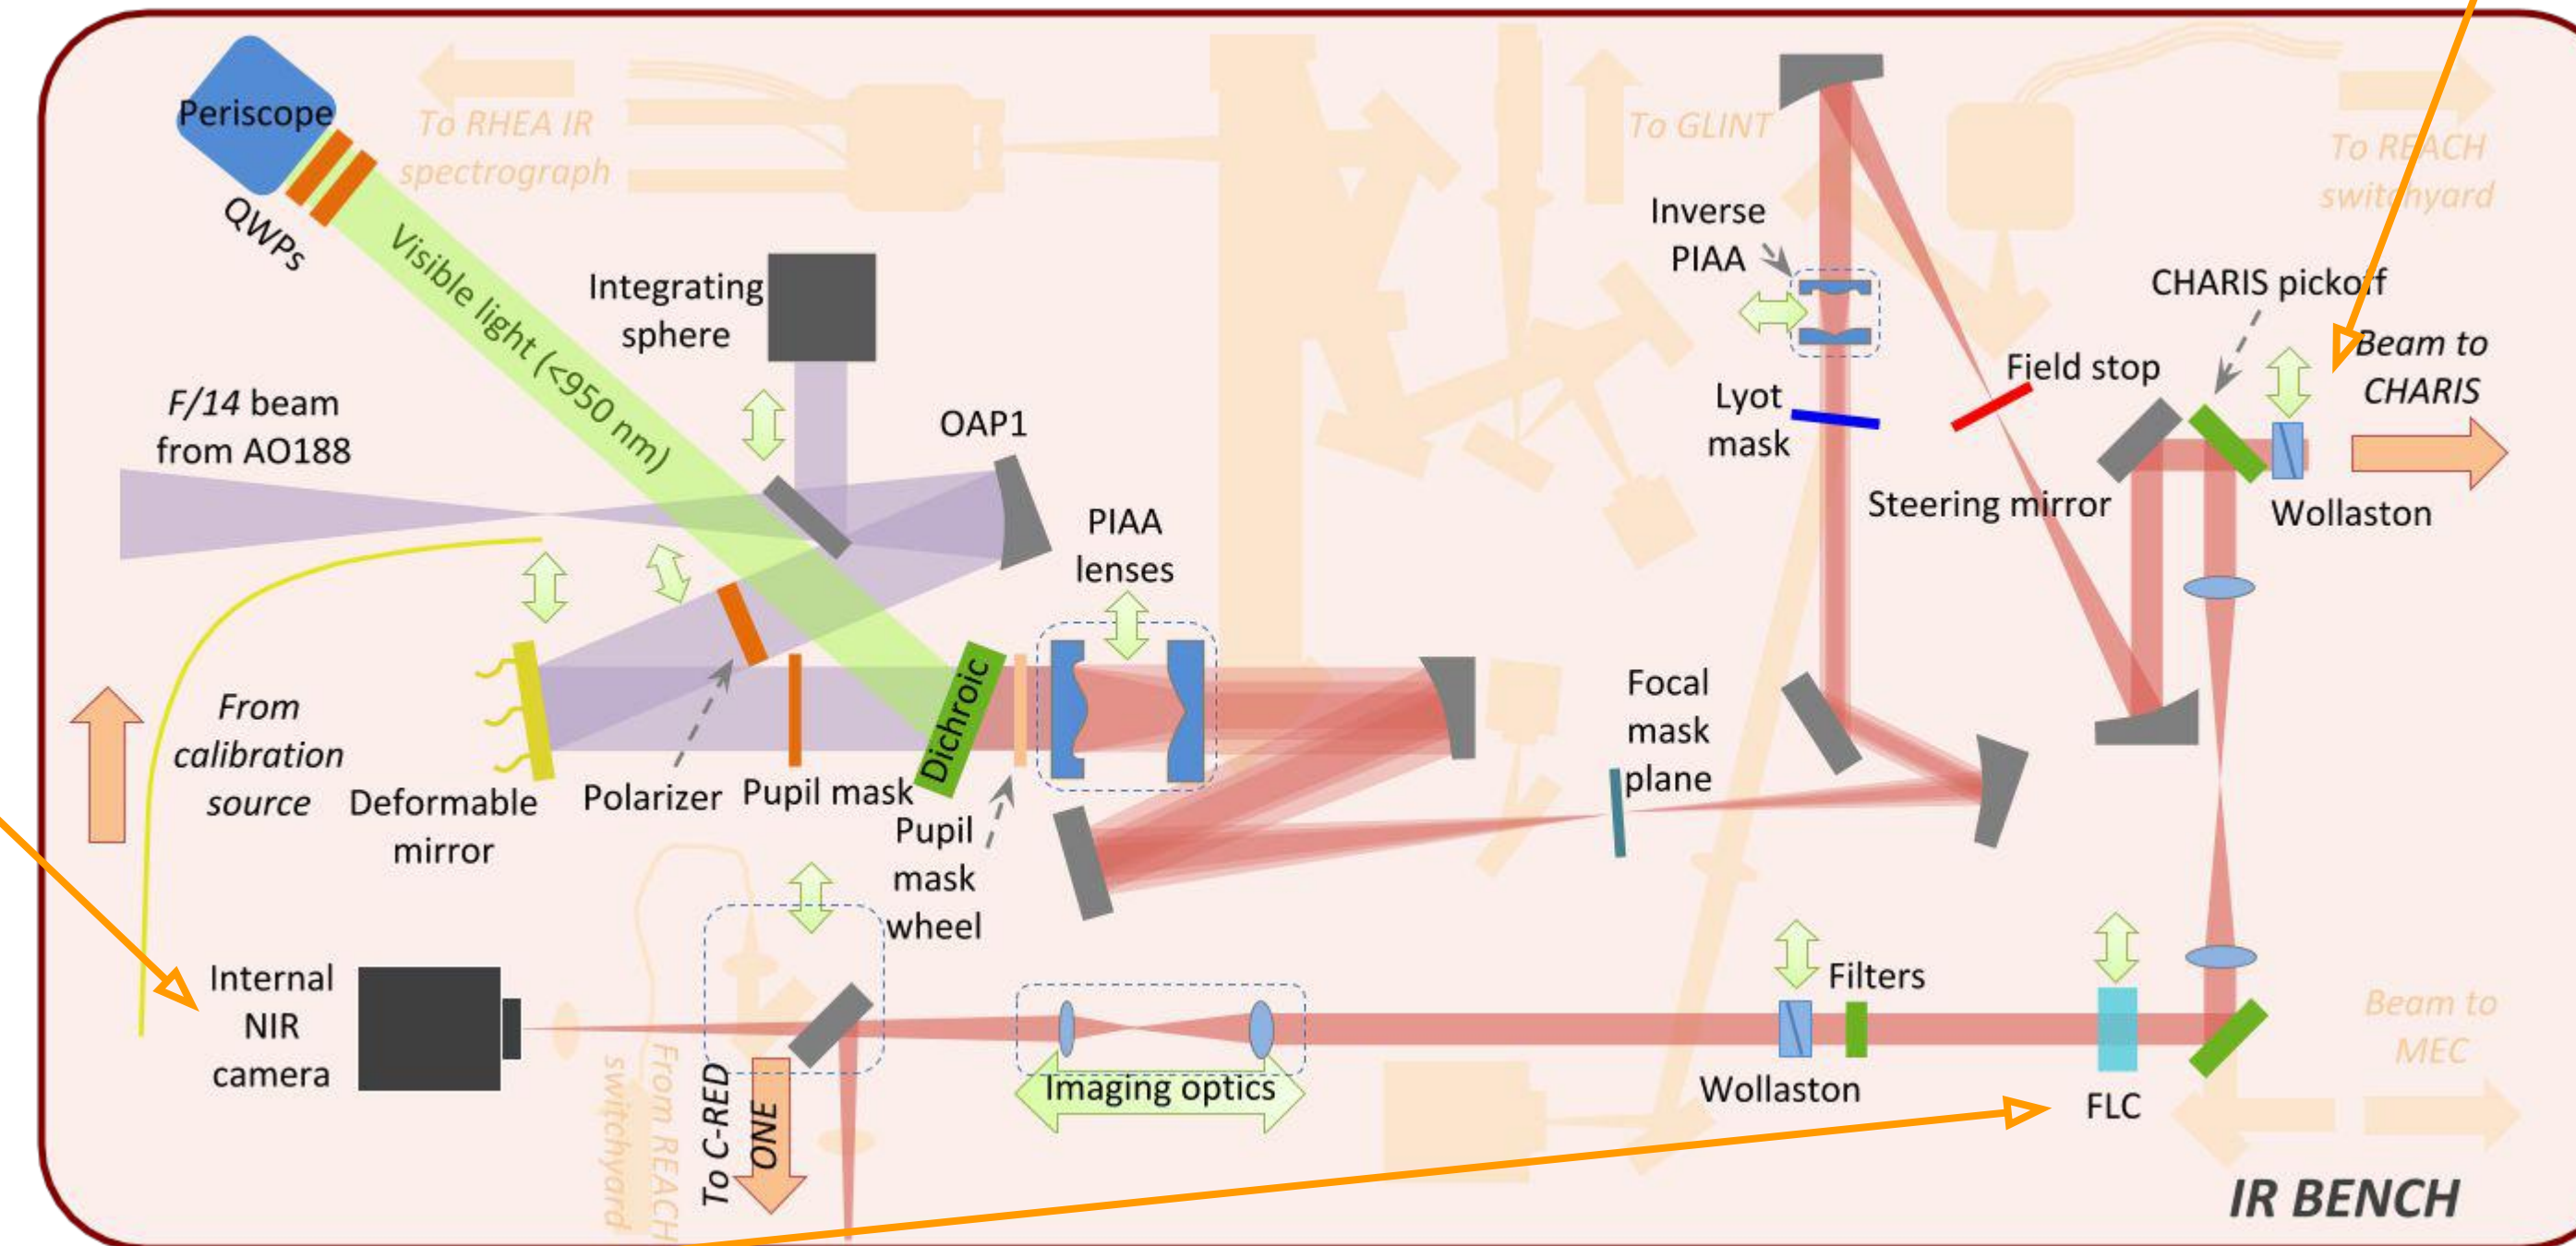 Periscope
QWPs
To RHEA IR
spectrograph
Visible light (<950 nm)
Integrating
sphere
F/14 beam
from AO188
OAP1
PIAA
lenses
To GLINT
Inverse
PIAA
Lyot
mask
To REACH
switchyard
CHARIS pickoff
Field stop
Beam to
CHARIS
Steering mirror
Wollaston
From
calibration
source
Deformable
mirror
Polarizer
Pupil mask
Dichroic
Pupil
mask
wheel
Focal
mask
plane
Internal
NIR
camera
From REACH
switchyard
To C-RED
ONE
Imaging optics
Filters
Wollaston
FLC
Beam to
MEC
IR BENCH